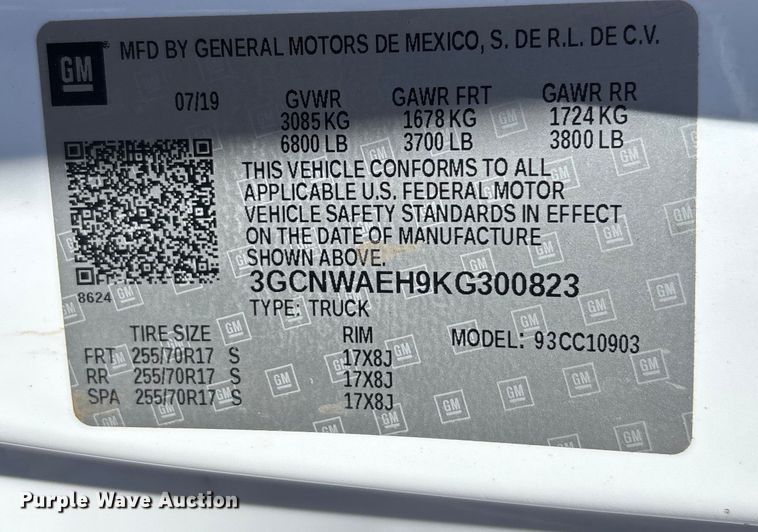 GM
MFD BY GENERAL MOTORS DE MEXICO, S. DE R.L. DE C.V.
07/19 GVWR GAWR FRT GAWR RR
3085 KG 1678 KG 1724 KG
6800 LB 3700 LB 3800 LB
THIS VEHICLE CONFORMS TO ALL
APPLICABLE U.S. FEDERAL MOTOR
VEHICLE SAFETY STANDARDS IN EFFECT
ON THE DATE OF MANUFACTURE
SHOWN ABOVE.
8624
3GCNWAEH9KG300823
TYPE: TRUCK
TIRE SIZE RIM MODEL: 93CC10903
FRT 255/70R17 S 17X8J
RR 255/70R17 S 17X8J
SPA 255/70R17 S 17X8J
Purple Wave Auction